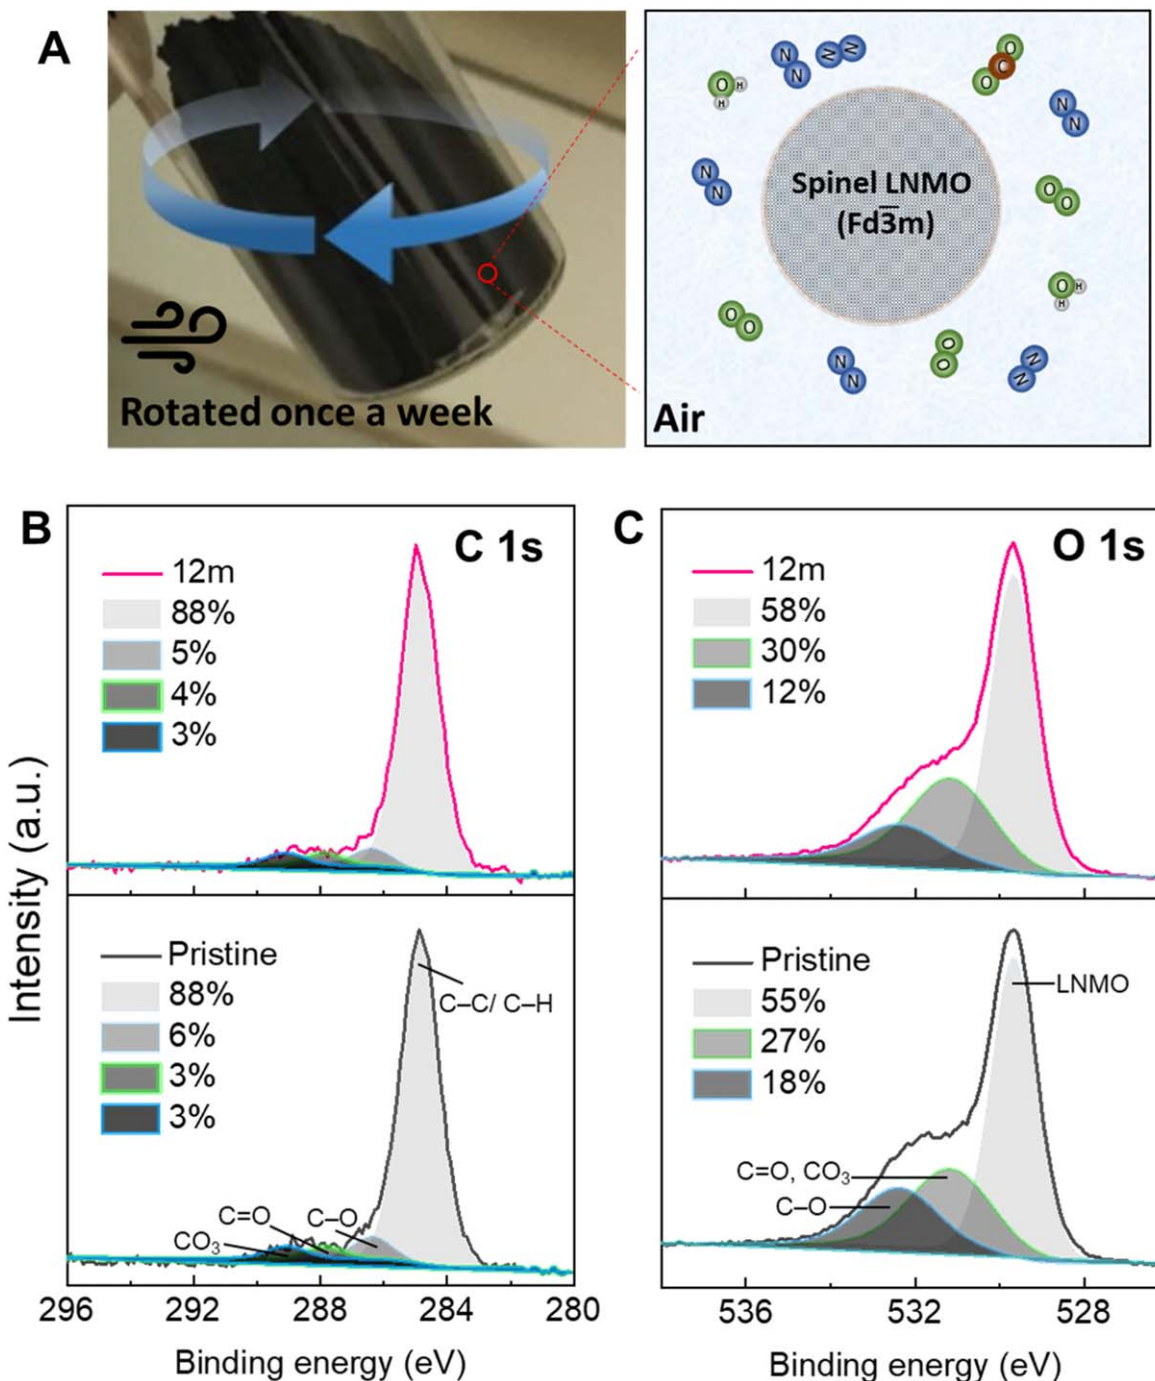 A
Rotated once a week
N
N
N
N
O
C
O
O
H
H
N
N
N
N
Spinel LNMO
(Fd3̅m)
O
O
O
H
H
O
O
N
N
O
O
N
N
Air
B
C 1s
12m
88%
5%
4%
3%
C
O 1s
12m
58%
30%
12%
Intensity (a.u.)
Pristine
88%
6%
3%
3%
C–C/ C–H
C=O
C–O
CO₃
296 292 288 284 280
Binding energy (eV)
Pristine
55%
27%
18%
LNMO
C=O, CO₃
C–O
536 532 528
Binding energy (eV)